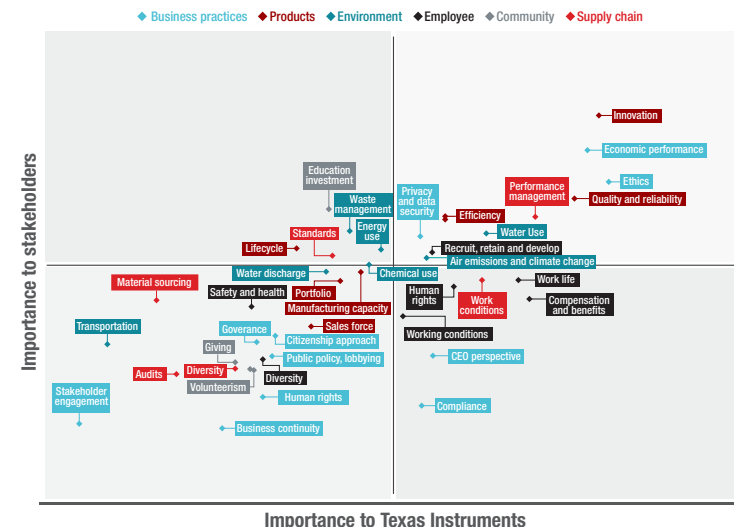 Business practices Products Environment Employee Community Supply chain
Importance to stakeholders
Innovation
Economic performance
Education
investment
Ethics
Performance
management
Privacy
and data
security
Waste
management
Quality and reliability
Efficiency
Energy
use
Standards
Water Use
Lifecycle
Recruit, retain and develop
Air emissions and climate change
Water discharge
Chemical use
Material sourcing
Work life
Safety and health
Portfolio
Human
rights
Work
conditions
Compensation
and benefits
Manufacturing capacity
Transportation
Goverance
Sales force
Working conditions
Citizenship approach
Giving
Public policy, lobbying
CEO perspective
Audits
Diversity
Diversity
Volunteerism
Stakeholder
engagement
Human rights
Compliance
Business continuity
Importance to Texas Instruments